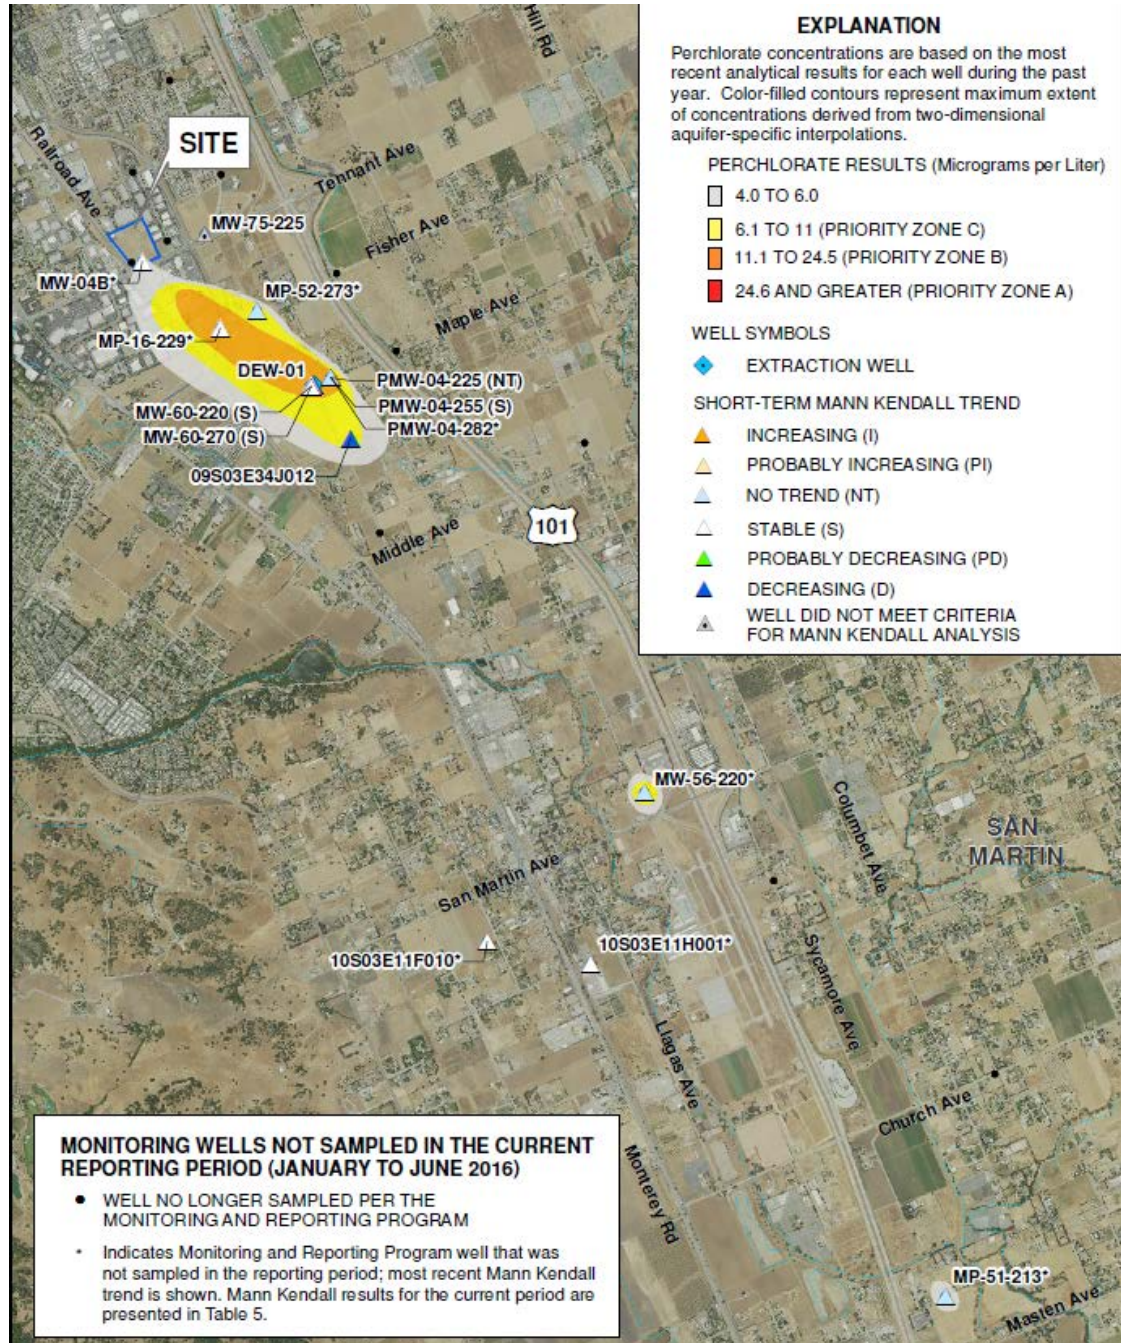 EXPLANATION
Perchlorate concentrations are based on the most
recent analytical results for each well during the past
year. Color-filled contours represent maximum extent
of concentrations derived from two-dimensional
aquifer-specific interpolations.
PERCHLORATE RESULTS (Micrograms per Liter)
4.0 TO 6.0
6.1 TO 11 (PRIORITY ZONE C)
11.1 TO 24.5 (PRIORITY ZONE B)
24.6 AND GREATER (PRIORITY ZONE A)
WELL SYMBOLS
EXTRACTION WELL
SHORT-TERM MANN KENDALL TREND
INCREASING (I)
PROBABLY INCREASING (PI)
NO TREND (NT)
STABLE (S)
PROBABLY DECREASING (PD)
DECREASING (D)
WELL DID NOT MEET CRITERIA
FOR MANN KENDALL ANALYSIS
Hill Rd
SITE
Railroad Ave
Tennant Ave
MW-75-225
Fisher Ave
MW-04B*
MP-52-273*
Maple Ave
MP-16-229*
DEW-01
PMW-04-225 (NT)
MW-60-220 (S)
PMW-04-255 (S)
MW-60-270 (S)
PMW-04-282*
09S03E34J012
101
Middle Ave
MW-56-220*
Columbet Ave
SAN
MARTIN
San Martin Ave
10S03E11F010*
10S03E11H001*
Sycamore Ave
Llagas Ave
Church Ave
Monterey Rd
MP-51-213*
Masten Ave
MONITORING WELLS NOT SAMPLED IN THE CURRENT
REPORTING PERIOD (JANUARY TO JUNE 2016)
WELL NO LONGER SAMPLED PER THE
MONITORING AND REPORTING PROGRAM
* Indicates Monitoring and Reporting Program well that was
not sampled in the reporting period; most recent Mann Kendall
trend is shown. Mann Kendall results for the current period are
presented in Table 5.